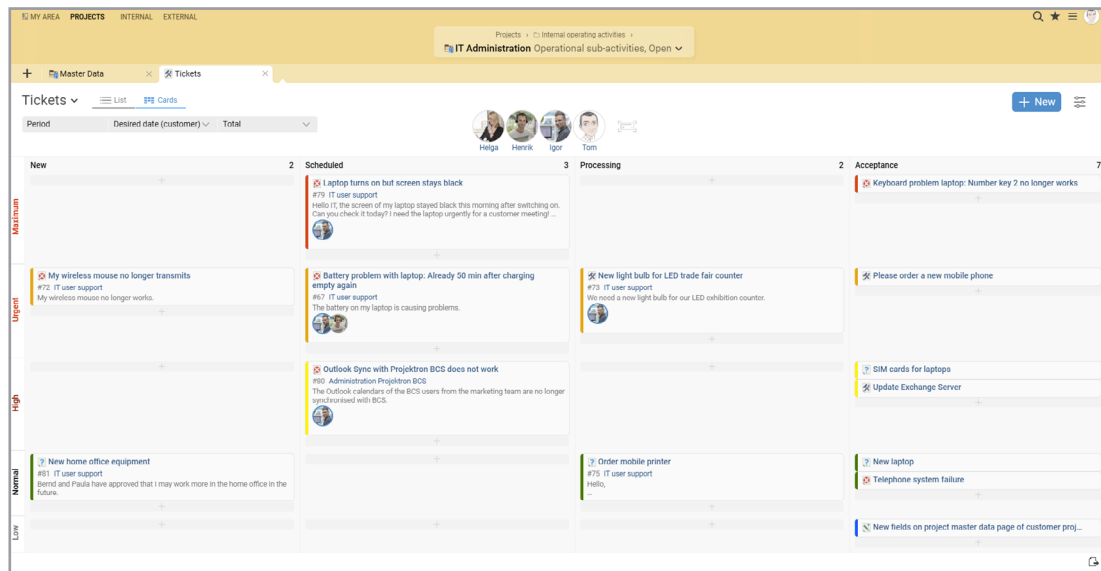 MY AREA PROJECTS INTERNAL EXTERNAL
Projects › Internal operating activities ›
IT Administration Operational sub-activities, Open
+ Master Data × Tickets ×
Tickets List Cards
+ New
Period Desired date (customer) Total
Helga Henrik Igor Tom
New 2 Scheduled 3 Processing 2 Acceptance 7
Maximum
+
Laptop turns on but screen stays black
#79 IT user support
Hello IT, the screen of my laptop stayed black this morning after switching on.
Can you check it today? I need the laptop urgently for a customer meeting! ...
+
+
Keyboard problem laptop: Number key 2 no longer works
+
Urgent
My wireless mouse no longer transmits
#72 IT user support
My wireless mouse no longer works.
+
Battery problem with laptop: Already 50 min after charging
empty again
#67 IT user support
The battery on my laptop is causing problems.
+
New light bulb for LED trade fair counter
#73 IT user support
We need a new light bulb for our LED exhibition counter.
+
Please order a new mobile phone
+
High
+
Outlook Sync with Projektron BCS does not work
#80 Administration Projektron BCS
The Outlook calendars of the BCS users from the marketing team are no longer
synchronised with BCS.
+
+
SIM cards for laptops
Update Exchange Server
+
Normal
New home office equipment
#81 IT user support
Bernd and Paula have approved that I may work more in the home office in the
future.
+
+
Order mobile printer
#75 IT user support
Hello,
...
+
New laptop
Telephone system failure
+
Low
+
+
+
New fields on project master data page of customer proj...
+